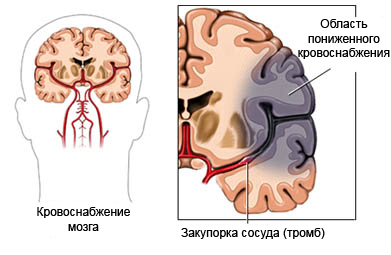 Область
пониженного
кровоснабжения
Кровоснабжение
мозга
Закупорка сосуда (тромб)